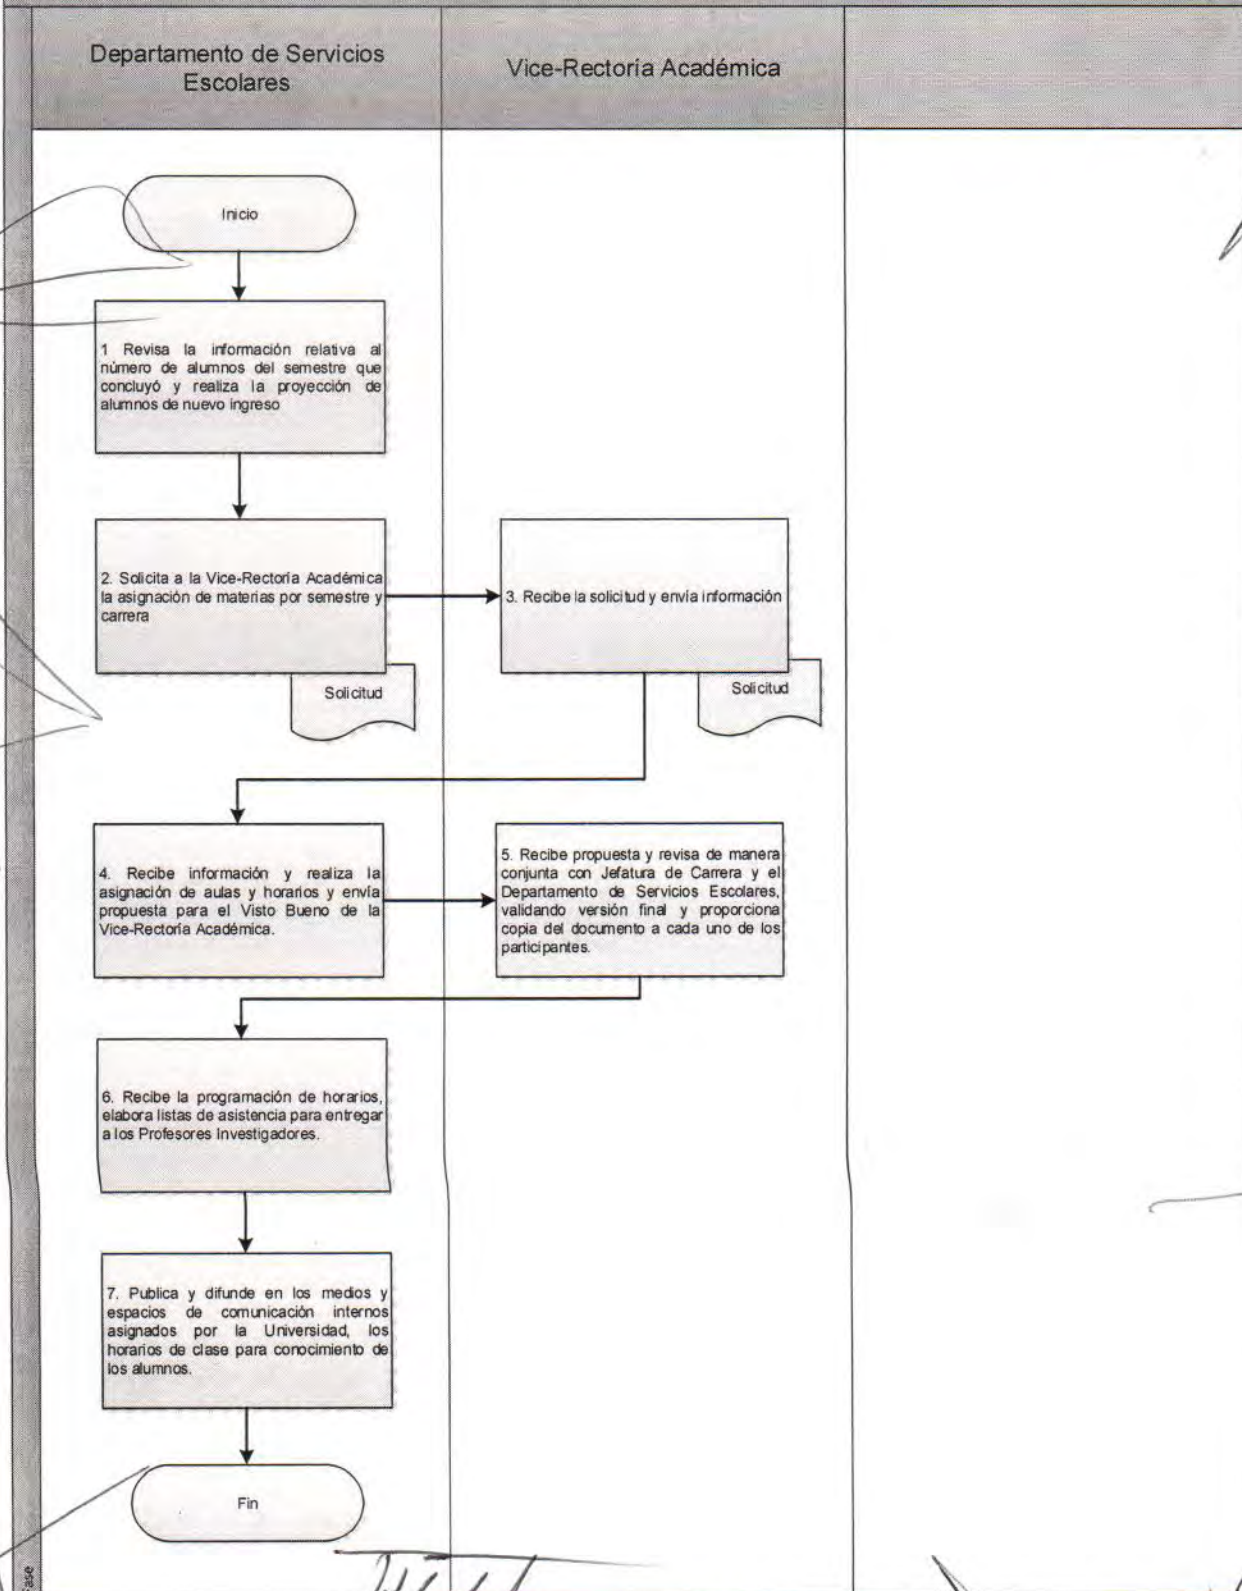 Departamento de Servicios
Escolares
Vice-Rectoría Académica
Inicio
1 Revisa la información relativa al
número de alumnos del semestre que
concluyó y realiza la proyección de
alumnos de nuevo ingreso
2. Solicita a la Vice-Rectoría Académica
la asignación de materias por semestre y
carrera
Solicitud
3. Recibe la solicitud y envía información
Solicitud
4. Recibe información y realiza la
asignación de aulas y horarios y envía
propuesta para el Visto Bueno de la
Vice-Rectoría Académica.
5. Recibe propuesta y revisa de manera
conjunta con Jefatura de Carrera y el
Departamento de Servicios Escolares,
validando versión final y proporciona
copia del documento a cada uno de los
participantes.
6. Recibe la programación de horarios,
elabora listas de asistencia para entregar
a los Profesores Investigadores.
7. Publica y difunde en los medios y
espacios de comunicación internos
asignados por la Universidad, los
horarios de clase para conocimiento de
los alumnos.
Fin